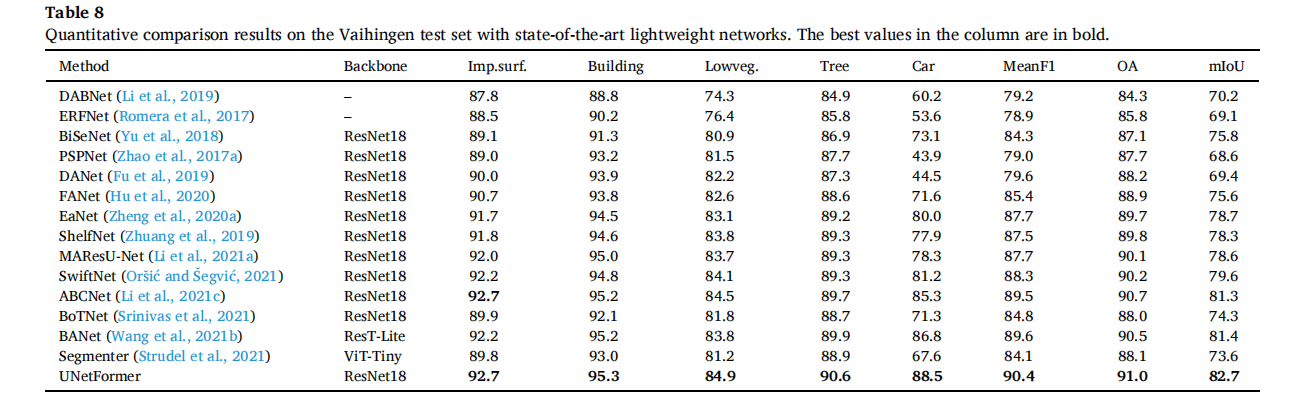 Table 8
Quantitative comparison results on the Vaihingen test set with state-of-the-art lightweight networks. The best values in the column are in bold.
Method Backbone Imp.surf. Building Lowveg. Tree Car MeanF1 OA mIoU
DABNet (Li et al., 2019) – 87.8 88.8 74.3 84.9 60.2 79.2 84.3 70.2
ERFNet (Romera et al., 2017) – 88.5 90.2 76.4 85.8 53.6 78.9 85.8 69.1
BiSeNet (Yu et al., 2018) ResNet18 89.1 91.3 80.9 86.9 73.1 84.3 87.1 75.8
PSPNet (Zhao et al., 2017a) ResNet18 89.0 93.2 81.5 87.7 43.9 79.0 87.7 68.6
DANet (Fu et al., 2019) ResNet18 90.0 93.9 82.2 87.3 44.5 79.6 88.2 69.4
FANet (Hu et al., 2020) ResNet18 90.7 93.8 82.6 88.6 71.6 85.4 88.9 75.6
EaNet (Zheng et al., 2020a) ResNet18 91.7 94.5 83.1 89.2 80.0 87.7 89.7 78.7
ShelfNet (Zhuang et al., 2019) ResNet18 91.8 94.6 83.8 89.3 77.9 87.5 89.8 78.3
MAResU-Net (Li et al., 2021a) ResNet18 92.0 95.0 83.7 89.3 78.3 87.7 90.1 78.6
SwiftNet (Oršić and Šegvić, 2021) ResNet18 92.2 94.8 84.1 89.3 81.2 88.3 90.2 79.6
ABCNet (Li et al., 2021c) ResNet18 92.7 95.2 84.5 89.7 85.3 89.5 90.7 81.3
BoTNet (Srinivas et al., 2021) ResNet18 89.9 92.1 81.8 88.7 71.3 84.8 88.0 74.3
BANet (Wang et al., 2021b) ResT-Lite 92.2 95.2 83.8 89.9 86.8 89.6 90.5 81.4
Segmenter (Strudel et al., 2021) ViT-Tiny 89.8 93.0 81.2 88.9 67.6 84.1 88.1 73.6
UNetFormer ResNet18 92.7 95.3 84.9 90.6 88.5 90.4 91.0 82.7